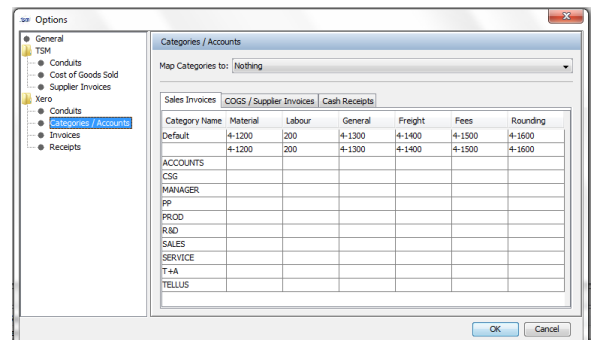 Options
General
TSM
Conduits
Cost of Goods Sold
Supplier Invoices
Xero
Conduits
Categories / Accounts
Invoices
Receipts
Categories / Accounts
Map Categories to: Nothing
Sales Invoices COGS / Supplier Invoices Cash Receipts
Category Name Material Labour General Freight Fees Rounding
Default 4-1200 200 4-1300 4-1400 4-1500 4-1600
4-1200 200 4-1300 4-1400 4-1500 4-1600
ACCOUNTS
CSG
MANAGER
PP
PROD
R&D
SALES
SERVICE
T+A
TELLUS
OK Cancel